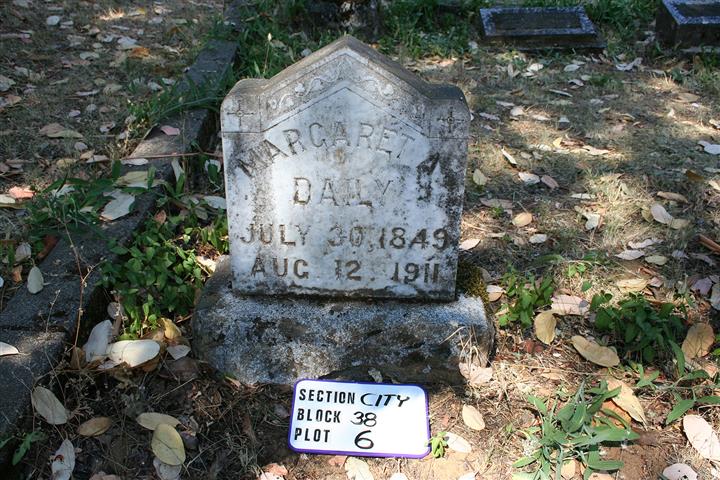 MARGARET
DAILY
JULY 30, 1849
AUG 12, 1911
SECTION CITY
BLOCK 38
PLOT 6